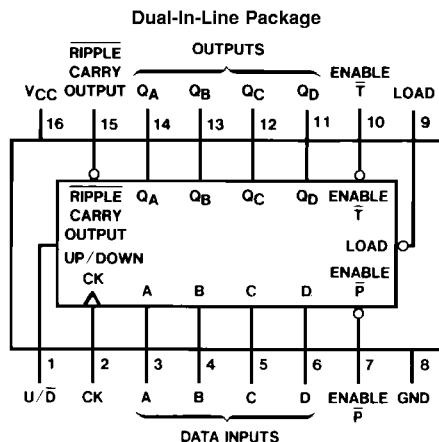 Dual-In-Line Package
OUTPUTS
R̅I̅P̅P̅L̅E̅
CARRY
OUTPUT
VCC
QA QB QC QD
ENABLE
T̅
LOAD
16 15 14 13 12 11 10 9
R̅I̅P̅P̅L̅E̅
CARRY
OUTPUT
QA QB QC QD
ENABLE
T̅
LOAD
UP/DOWN
CK
A B C D
ENABLE
P̅
1 2 3 4 5 6 7 8
U/D̅ CK A B C D ENABLE
P̅
GND
DATA INPUTS